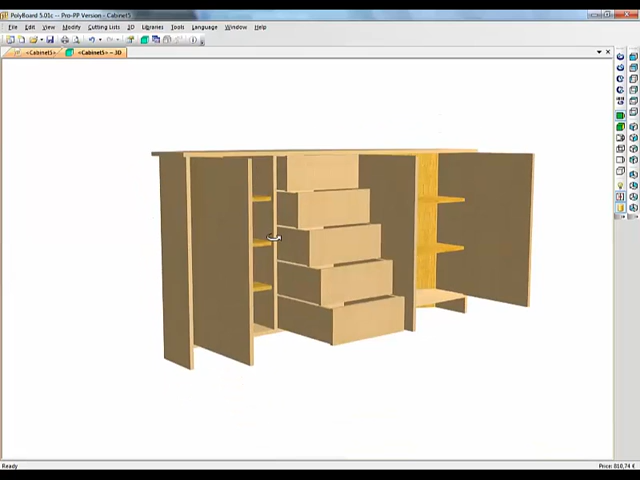 PolyBoard 5.01c -- Pro-PP Version - Cabinet5
File Edit View Modify Cutting Lists 3D Libraries Tools Language Window Help
<Cabinet5> <Cabinet5> -- 3D
Ready Price: 810,74 €